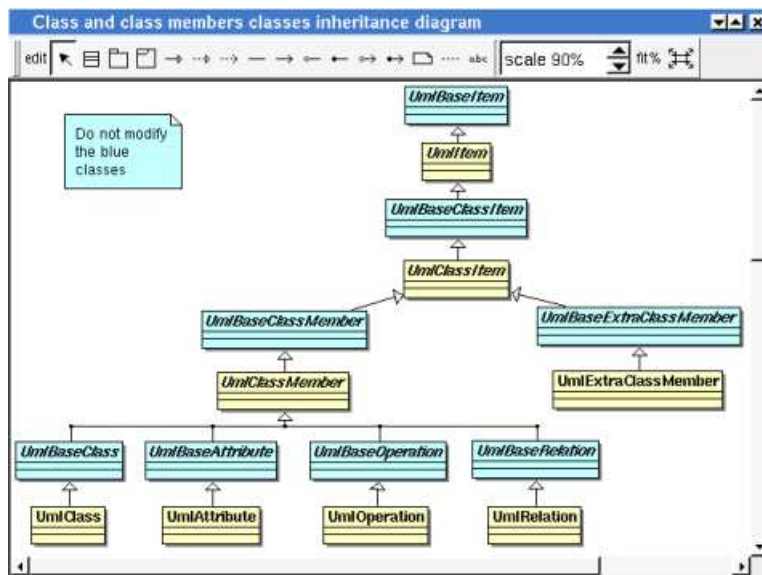 Class and class members classes inheritance diagram
edit
abc
scale 90%
fit%
UmlBaseItem
Do not modify
the blue
classes
UmlItem
UmlBaseClassItem
UmlClassItem
UmlBaseClassMember
UmlBaseExtraClassMember
UmlClassMember
UmlExtraClassMember
UmlBaseClass
UmlBaseAttribute
UmlBaseOperation
UmlBaseRelation
UmlClass
UmlAttribute
UmlOperation
UmlRelation